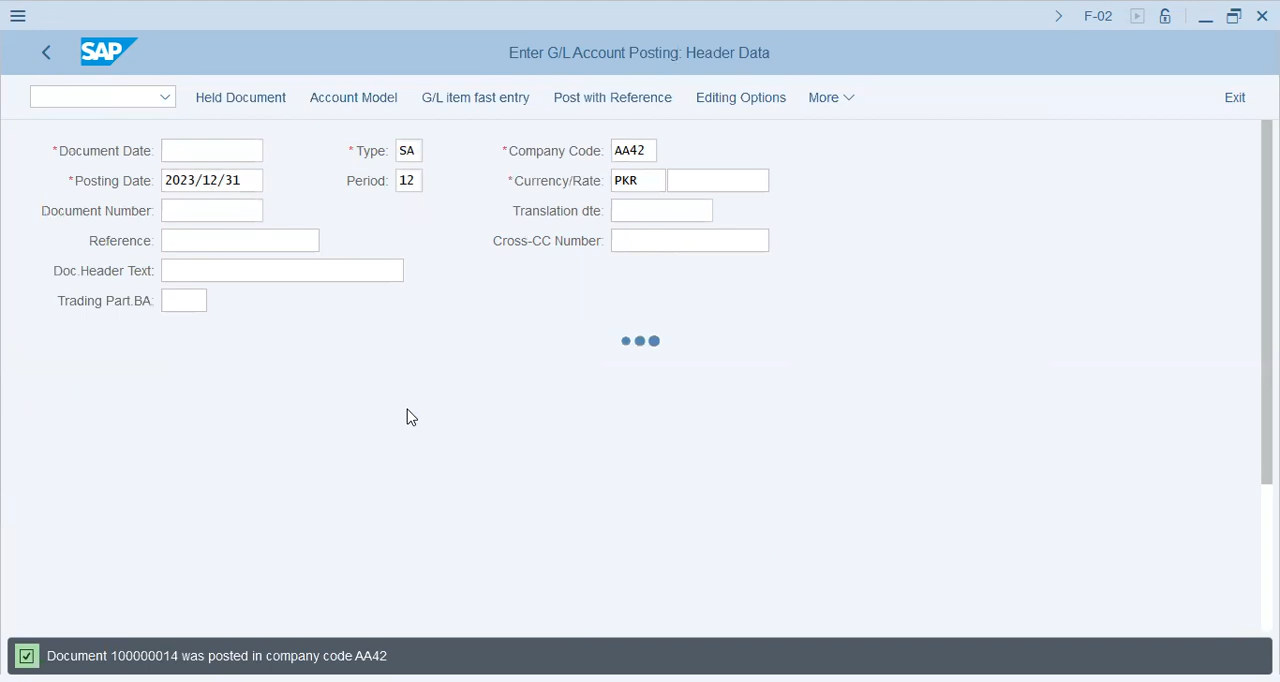 F-02
SAP
Enter G/L Account Posting: Header Data
Held Document Account Model G/L item fast entry Post with Reference Editing Options More Exit
*Document Date: * Type: SA *Company Code: AA42
*Posting Date: 2023/12/31 Period: 12 *Currency/Rate: PKR
Document Number: Translation dte:
Reference: Cross-CC Number:
Doc.Header Text:
Trading Part.BA:
Document 100000014 was posted in company code AA42